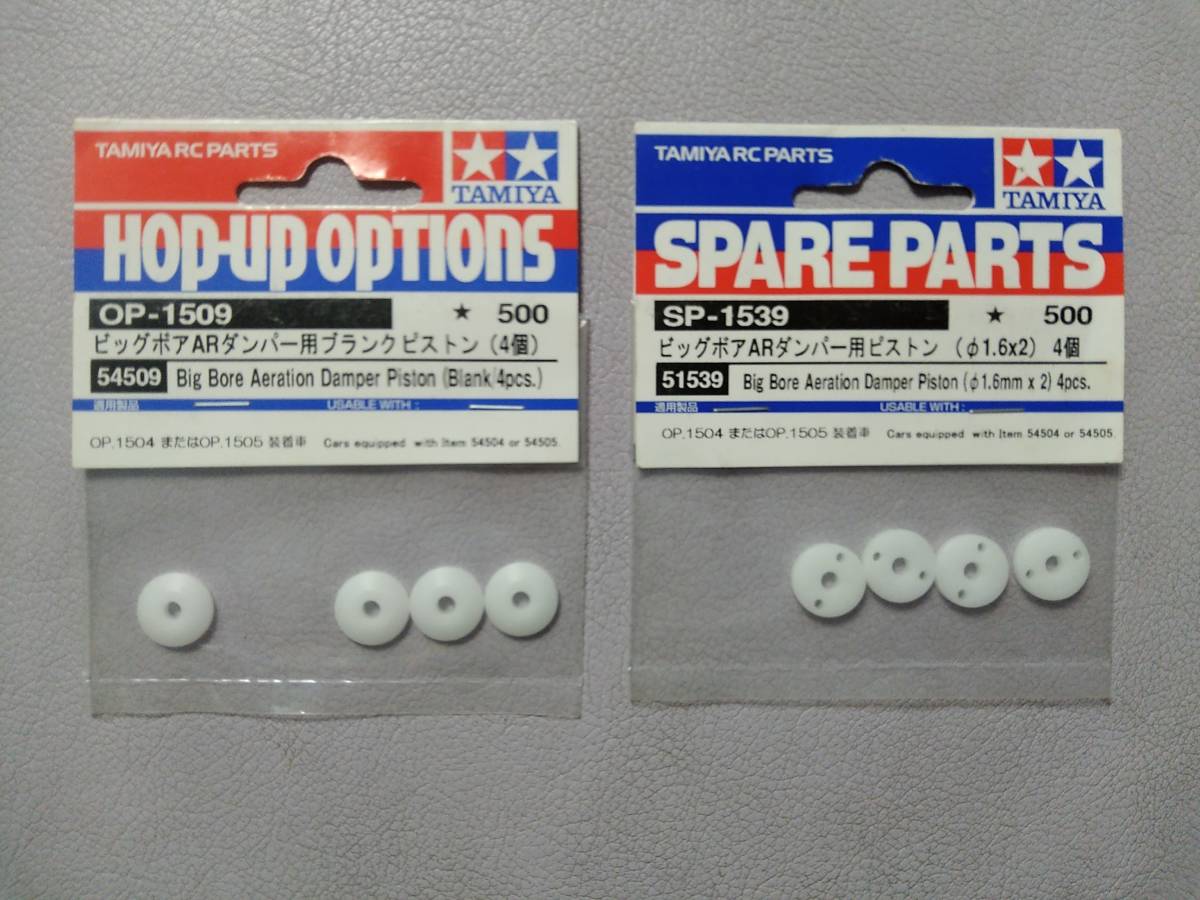 TAMIYA RC PARTS
TAMIYA
HOP-UP OPTIONS
OP-1509 ★ 500
ビッグボアARダンパー用ブランクピストン（4個）
54509 Big Bore Aeration Damper Piston (Blank/4pcs.)
適用製品 USABLE WITH :
OP.1504 またはOP.1505 装着車 Cars equipped with Item 54504 or 54505.
TAMIYA RC PARTS
TAMIYA
SPARE PARTS
SP-1539 ★ 500
ビッグボアARダンパー用ピストン （φ1.6x2） 4個
51539 Big Bore Aeration Damper Piston (φ1.6mm x 2) 4pcs.
適用製品 USABLE WITH :
OP.1504 またはOP.1505 装着車 Cars equipped with Item 54504 or 54505.